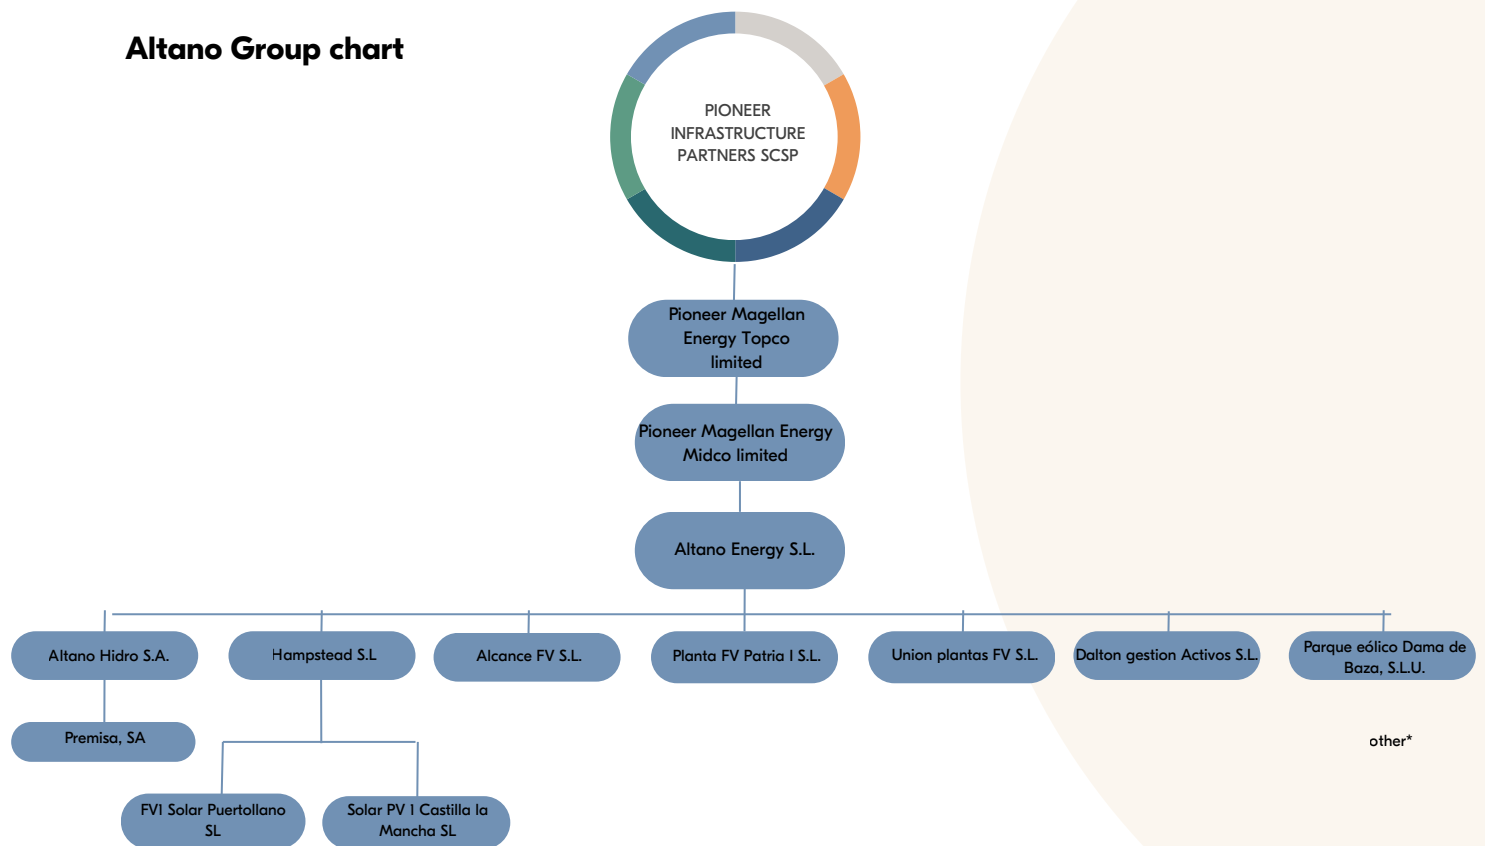 Altano Group chart
PIONEER
INFRASTRUCTURE
PARTNERS SCSP
Pioneer Magellan
Energy Topco
limited
Pioneer Magellan Energy
Midco limited
Altano Energy S.L.
Altano Hidro S.A.
Hampstead S.L
Alcance FV S.L.
Planta FV Patria I S.L.
Union plantas FV S.L.
Dalton gestion Activos S.L.
Parque eólico Dama de
Baza, S.L.U.
Premisa, SA
other*
FV1 Solar Puertollano
SL
Solar PV 1 Castilla la
Mancha SL